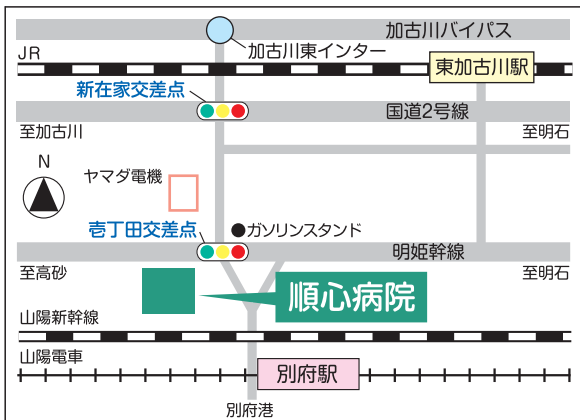 加古川バイパス
加古川東インター
JR
東加古川駅
新在家交差点
国道2号線
至加古川
至明石
N
ヤマダ電機
壱丁田交差点
ガソリンスタンド
明姫幹線
至高砂
至明石
順心病院
山陽新幹線
山陽電車
別府駅
別府港